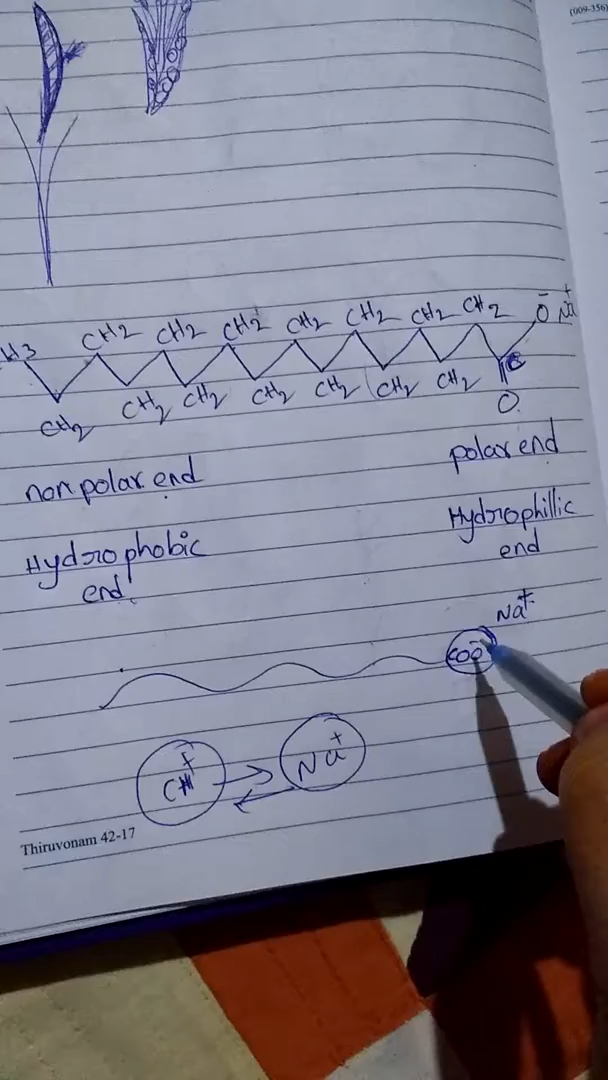 (009-356)
CH2 CH2 CH2 CH2 CH2 CH2 CH2 O⁻ Na⁺
H3
CH2 CH2 CH2 CH2 CH2 CH2 CH2 C
O
non polar end
polar end
Hydrophobic
end
Hydrophillic
end
Na+
COO⁻
Na+
Thiruvonam 42-17